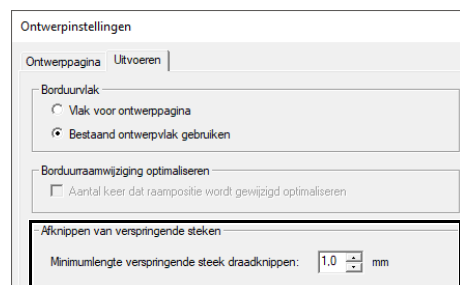 Ontwerpinstellingen
Ontwerppagina Uitvoeren
Borduurvlak
Vlak voor ontwerppagina
Bestaand ontwerpvlak gebruiken
Borduurraamwijziging optimaliseren
Aantal keer dat raampositie wordt gewijzigd optimaliseren
Afknippen van verspringende steken
Minimumlengte verspringende steek draadknippen: 1,0 mm